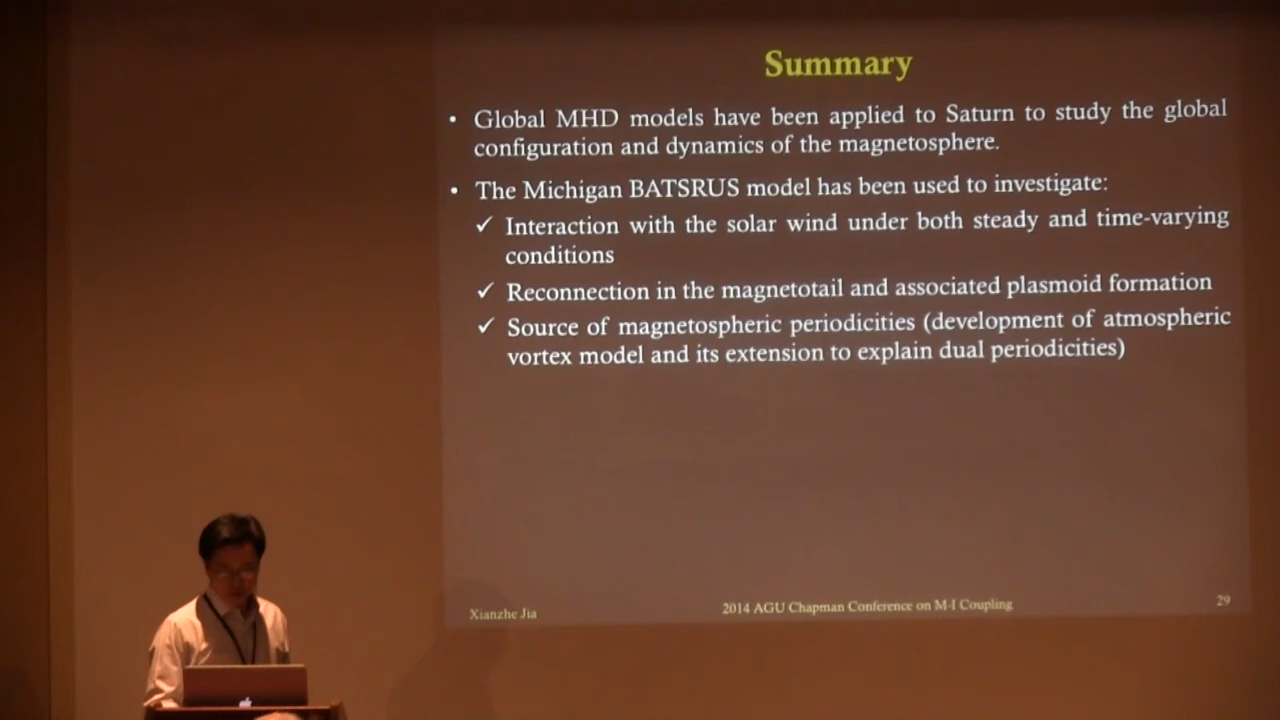 Summary
• Global MHD models have been applied to Saturn to study the global
configuration and dynamics of the magnetosphere.
• The Michigan BATSRUS model has been used to investigate:
✓ Interaction with the solar wind under both steady and time-varying
conditions
✓ Reconnection in the magnetotail and associated plasmoid formation
✓ Source of magnetospheric periodicities (development of atmospheric
vortex model and its extension to explain dual periodicities)
Xianzhe Jia
2014 AGU Chapman Conference on M-I Coupling
29